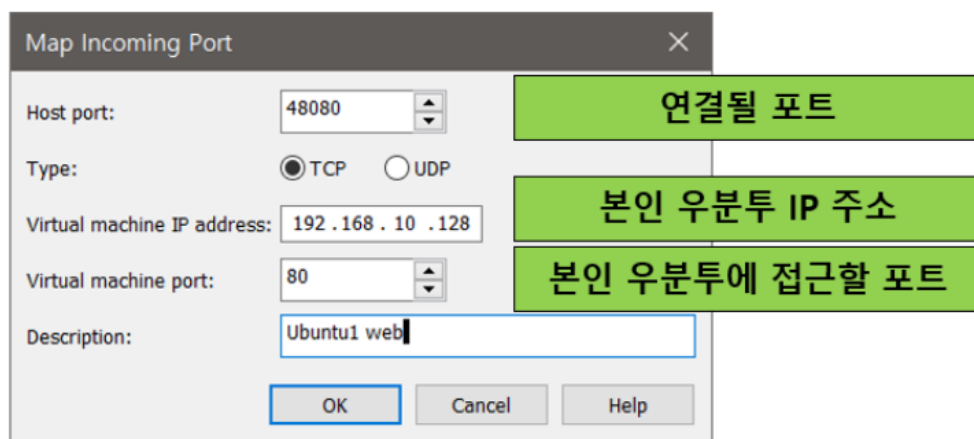 Map Incoming Port
Host port: 48080 연결될 포트
Type: TCP UDP
Virtual machine IP address: 192 . 168 . 10 . 128 본인 우분투 IP 주소
Virtual machine port: 80 본인 우분투에 접근할 포트
Description: Ubuntu1 web
OK Cancel Help